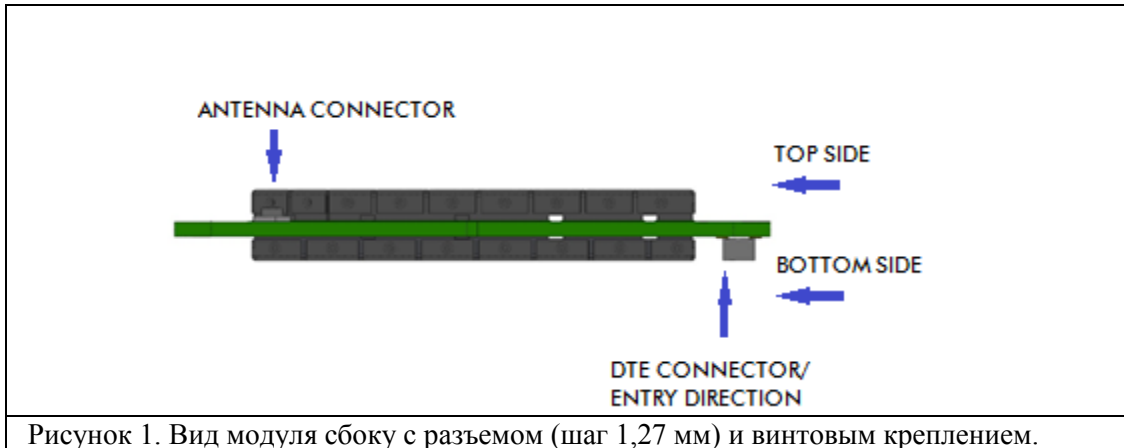 ANTENNA CONNECTOR
TOP SIDE
BOTTOM SIDE
DTE CONNECTOR/
ENTRY DIRECTION
Рисунок 1. Вид модуля сбоку с разъемом (шаг 1,27 мм) и винтовым креплением.